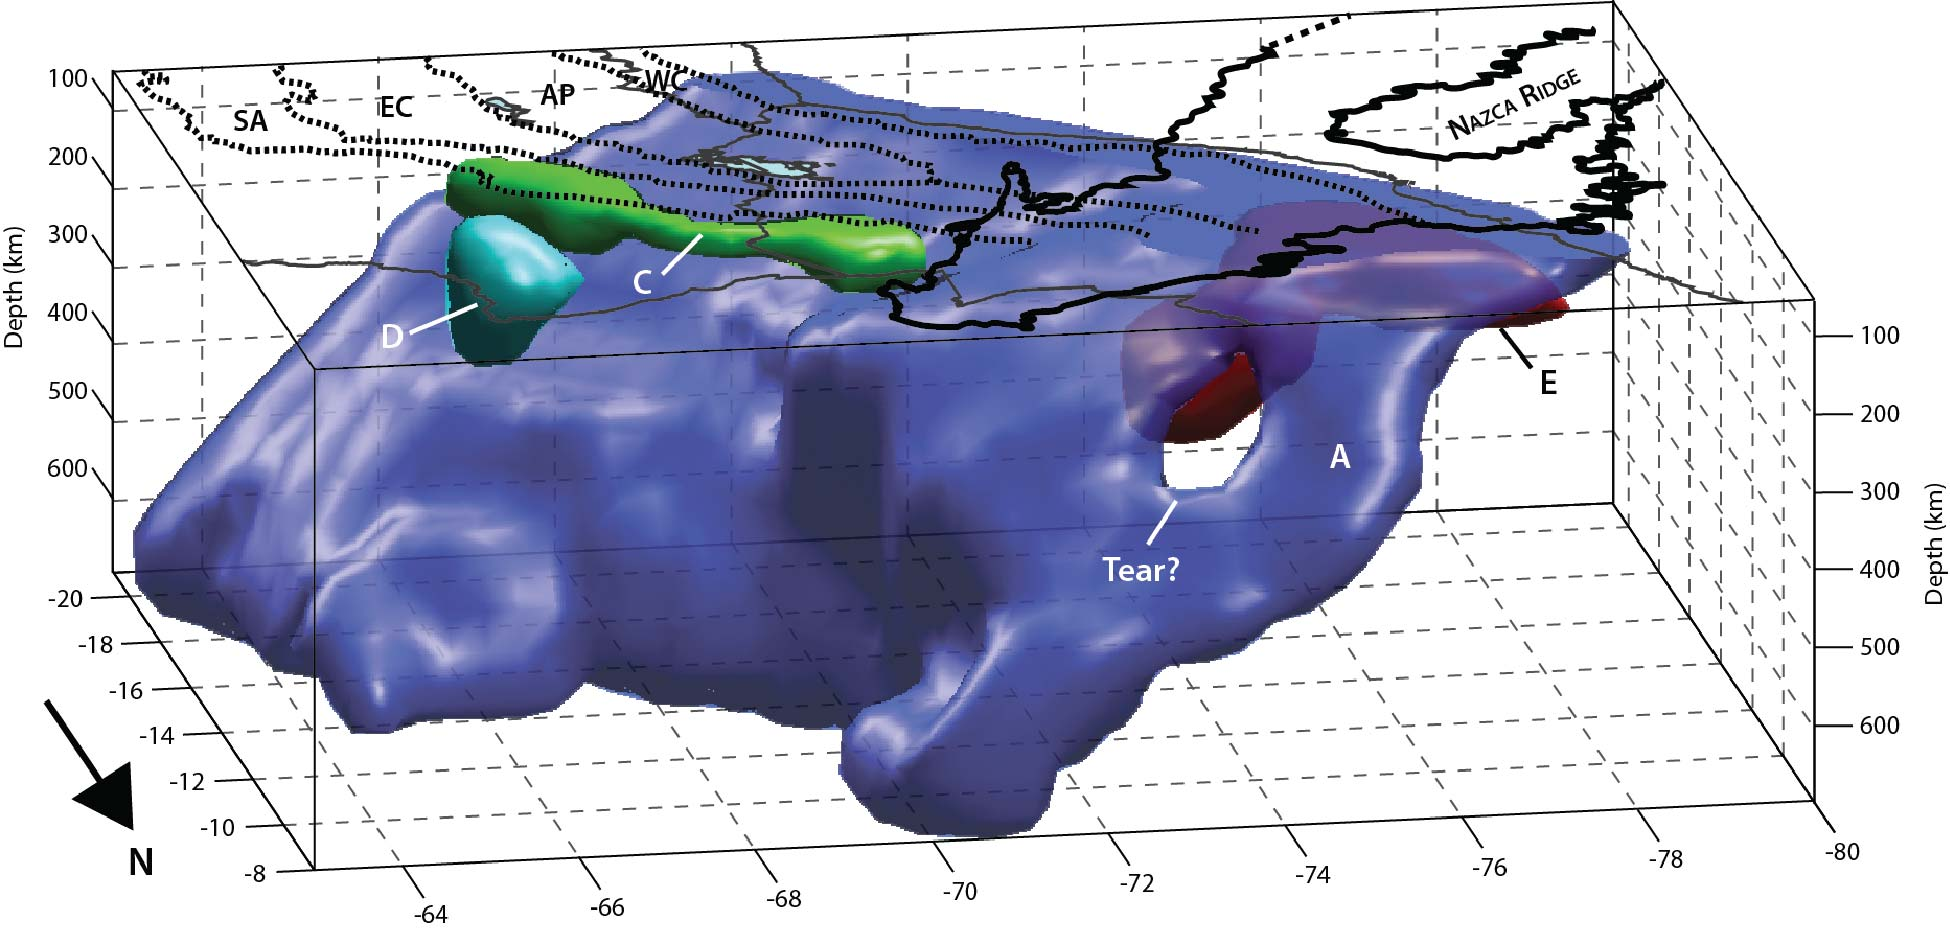 100
200
300
400
500
600
Depth (km)
SA
EC
AP
WC
NAZCA RIDGE
C
D
E
A
Tear?
100
200
300
400
500
600
Depth (km)
-20
-18
-16
-14
-12
-10
-8
N
-64
-66
-68
-70
-72
-74
-76
-78
-80